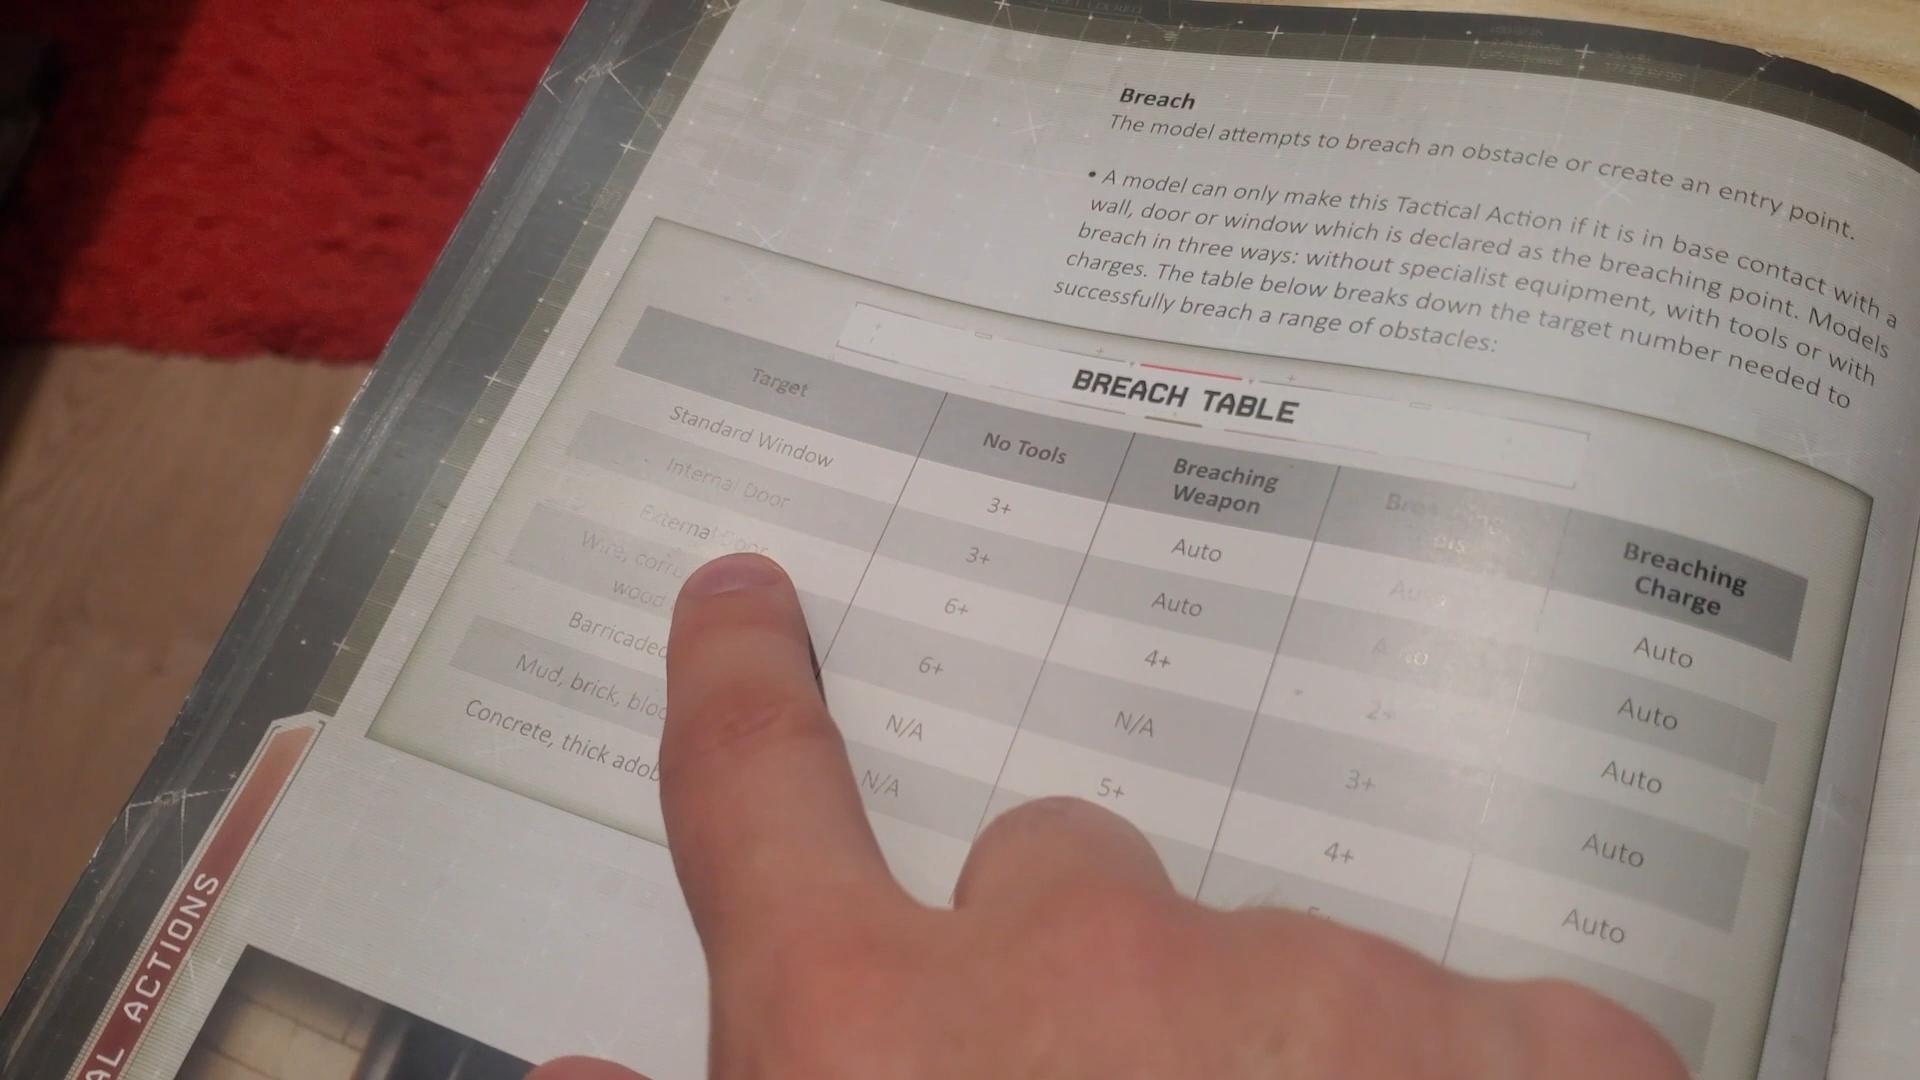 Breach
The model attempts to breach an obstacle or create an entry point.
• A model can only make this Tactical Action if it is in base contact with a
wall, door or window which is declared as the breaching point. Models
breach in three ways: without specialist equipment, with tools or with
charges. The table below breaks down the target number needed to
successfully breach a range of obstacles:
BREACH TABLE
Target No Tools Breaching Weapon Breaching Charge
Standard Window 3+ Auto Auto Auto
Internal Door 3+ Auto Auto Auto
External Door 6+ 4+ 2+ Auto
Wire, 6+ N/A 3+ Auto
wood
N/A 5+ 4+ Auto
Mud, brick, N/A
Concrete, thick
ACTIONS